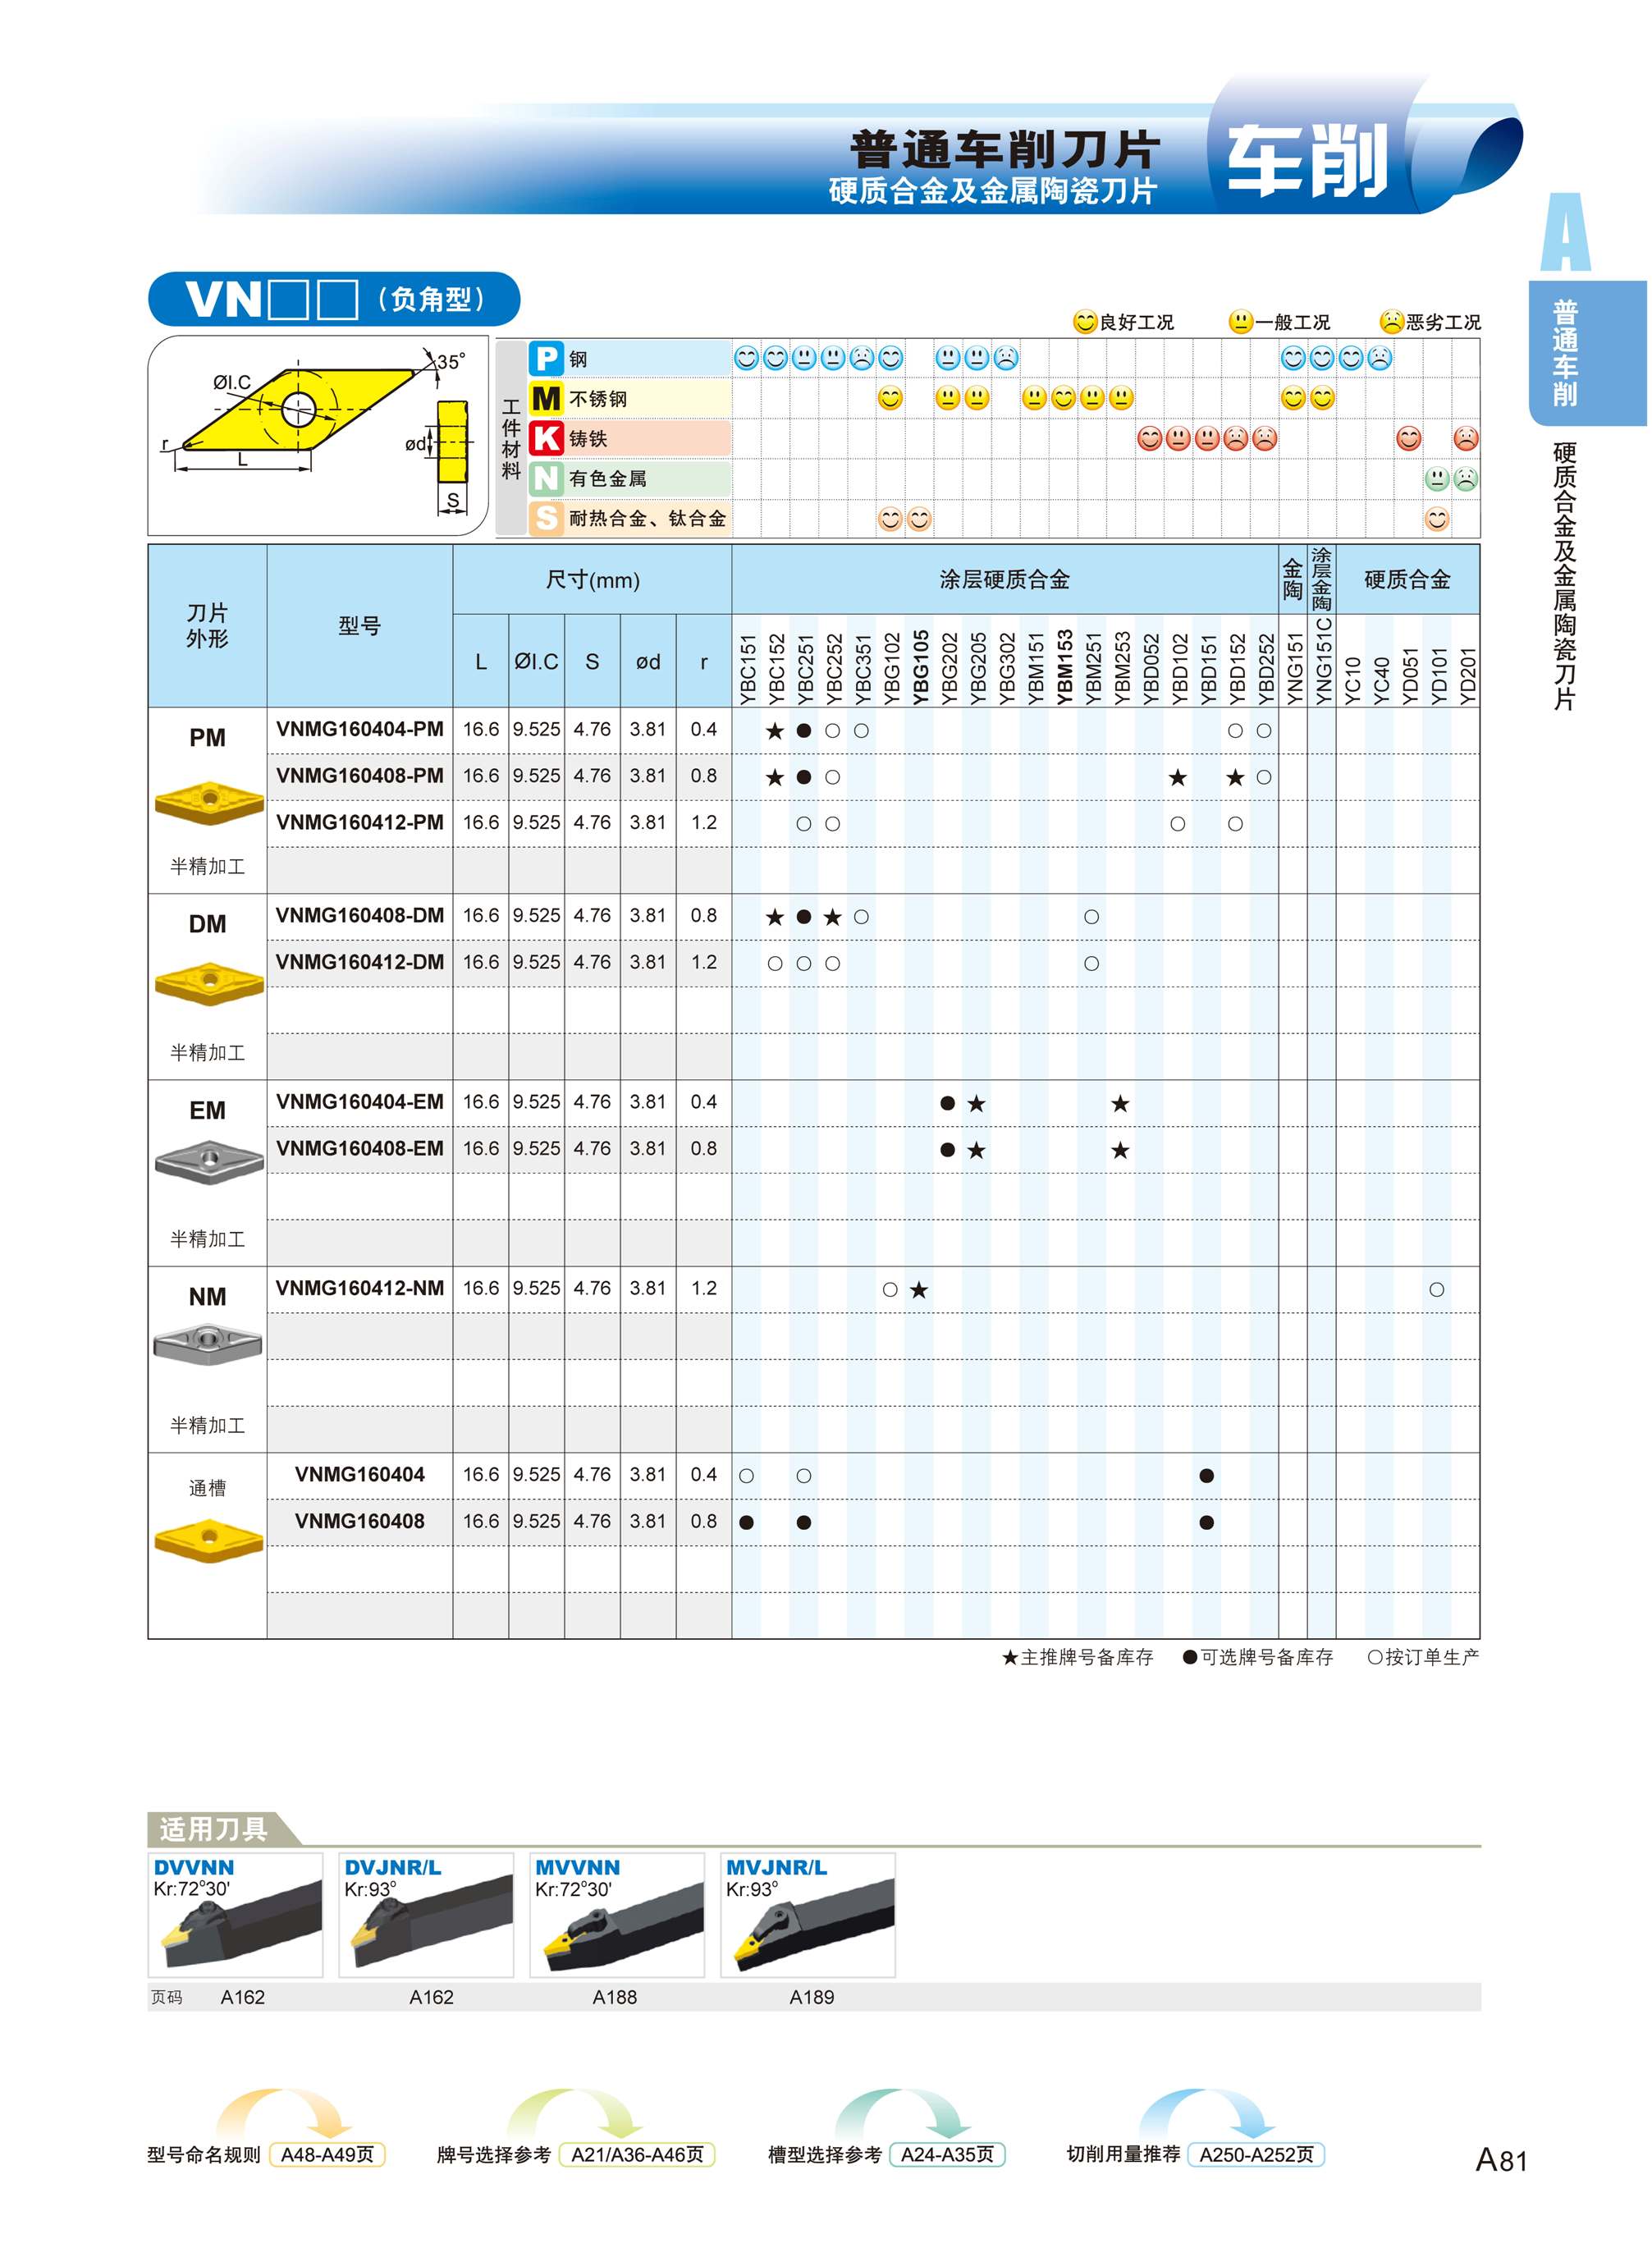 普通车削刀片
硬质合金及金属陶瓷刀片
车削
A
普通车削
硬质合金及金属陶瓷刀片
VN□□（负角型）
良好工况 一般工况 恶劣工况
35°
ØI.C
r
L
ød
S
工件材料
P 钢
M 不锈钢
K 铸铁
N 有色金属
S 耐热合金、钛合金
刀片外形 型号 尺寸(mm) 涂层硬质合金 金陶 涂层金陶 硬质合金
L ØI.C S ød r YBC151 YBC152 YBC251 YBC252 YBC351 YBG102 YBG105 YBG202 YBG205 YBG302 YBM151 YBM153 YBM251 YBM253 YBD052 YBD102 YBD151 YBD152 YBD252 YNG151 YNG151C YC10 YC40 YD051 YD101 YD201
PM
VNMG160404-PM 16.6 9.525 4.76 3.81 0.4 ★ ● ○ ○ ○ ○
VNMG160408-PM 16.6 9.525 4.76 3.81 0.8 ★ ● ○ ★ ★ ○
VNMG160412-PM 16.6 9.525 4.76 3.81 1.2 ○ ○ ○ ○
半精加工
DM
VNMG160408-DM 16.6 9.525 4.76 3.81 0.8 ★ ● ★ ○ ○
VNMG160412-DM 16.6 9.525 4.76 3.81 1.2 ○ ○ ○ ○
半精加工
EM
VNMG160404-EM 16.6 9.525 4.76 3.81 0.4 ● ★ ★
VNMG160408-EM 16.6 9.525 4.76 3.81 0.8 ● ★ ★
半精加工
NM
VNMG160412-NM 16.6 9.525 4.76 3.81 1.2 ○ ★ ○
半精加工
通槽
VNMG160404 16.6 9.525 4.76 3.81 0.4 ○ ○ ●
VNMG160408 16.6 9.525 4.76 3.81 0.8 ● ● ●
★主推牌号备库存 ●可选牌号备库存 ○按订单生产
适用刀具
DVVNN DVJNR/L MVVNN MVJNR/L
Kr:72°30' Kr:93° Kr:72°30' Kr:93°
页码 A162 A162 A188 A189
型号命名规则 A48-A49页 牌号选择参考 A21/A36-A46页 槽型选择参考 A24-A35页 切削用量推荐 A250-A252页
A81